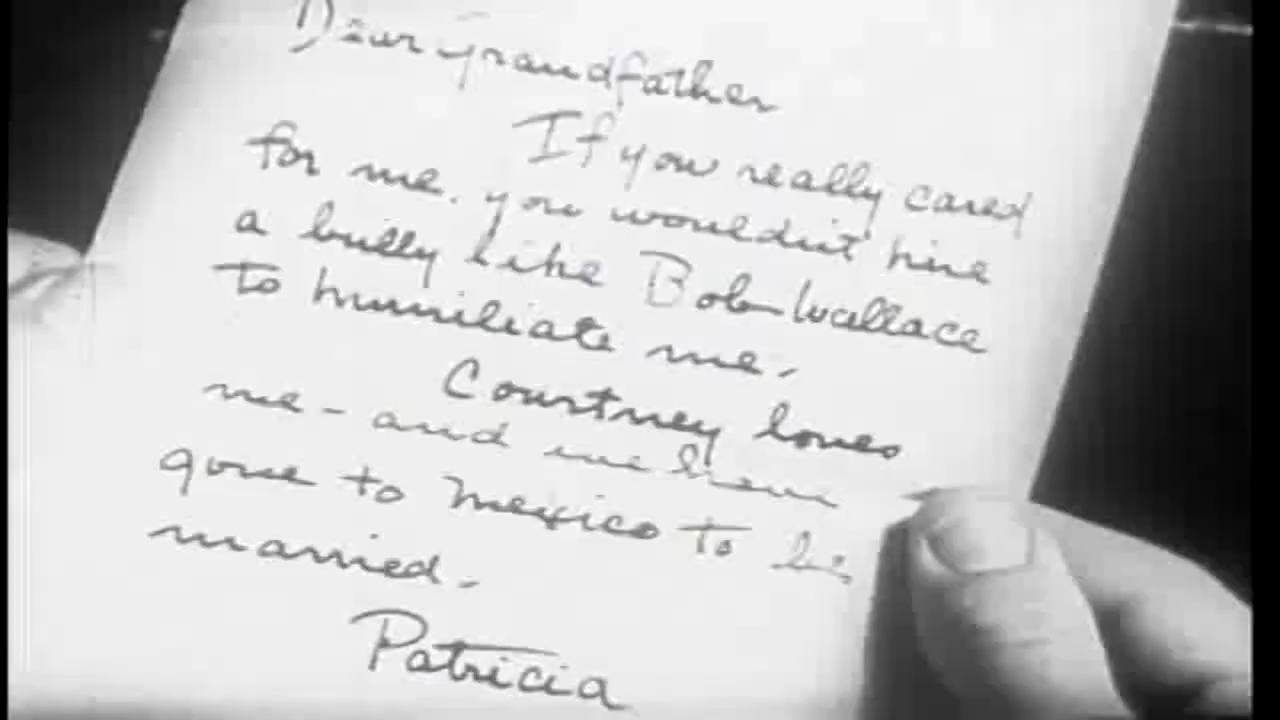 Dear Grandfather
If you really cared
for me. you wouldn't hire
a bully like Bob Wallace
to humiliate me.
Courtney loves
me - and we have
gone to Mexico to be
married.
Patricia